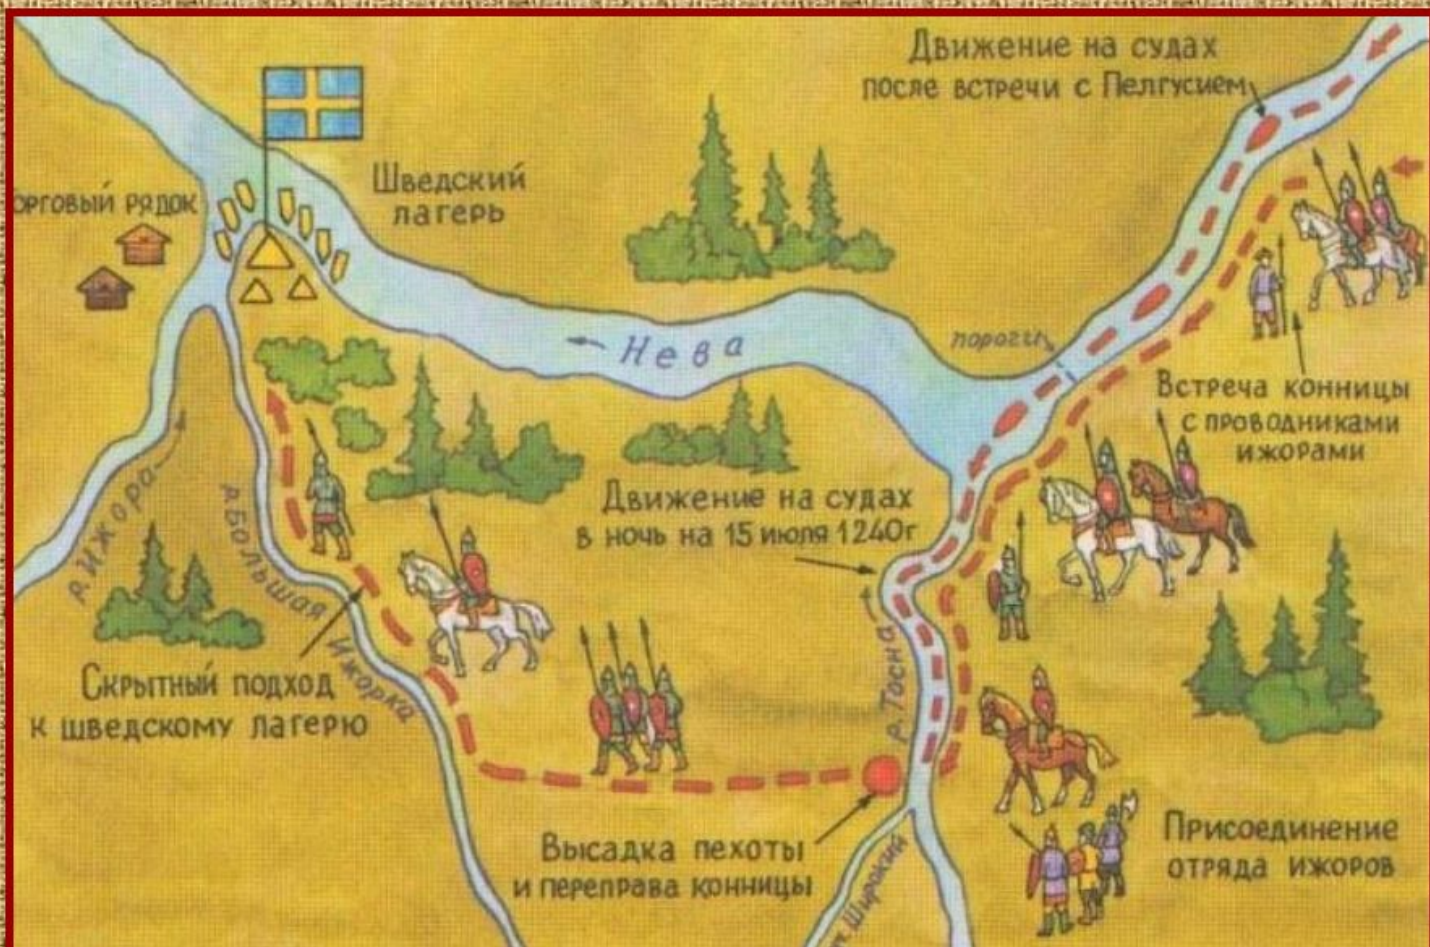 Движение на судах
после встречи с Пелгусием
Шведский
лагерь
орговый рядок
Нева
пороги
Встреча конницы
с проводниками
ижорами
Движение на судах
в ночь на 15 июля 1240г
р. Ижора
р. Большая Ижорка
р. Тосна
Скрытный подход
к шведскому лагерю
Высадка пехоты
и переправа конницы
Присоединение
отряда ижоров
Широкий